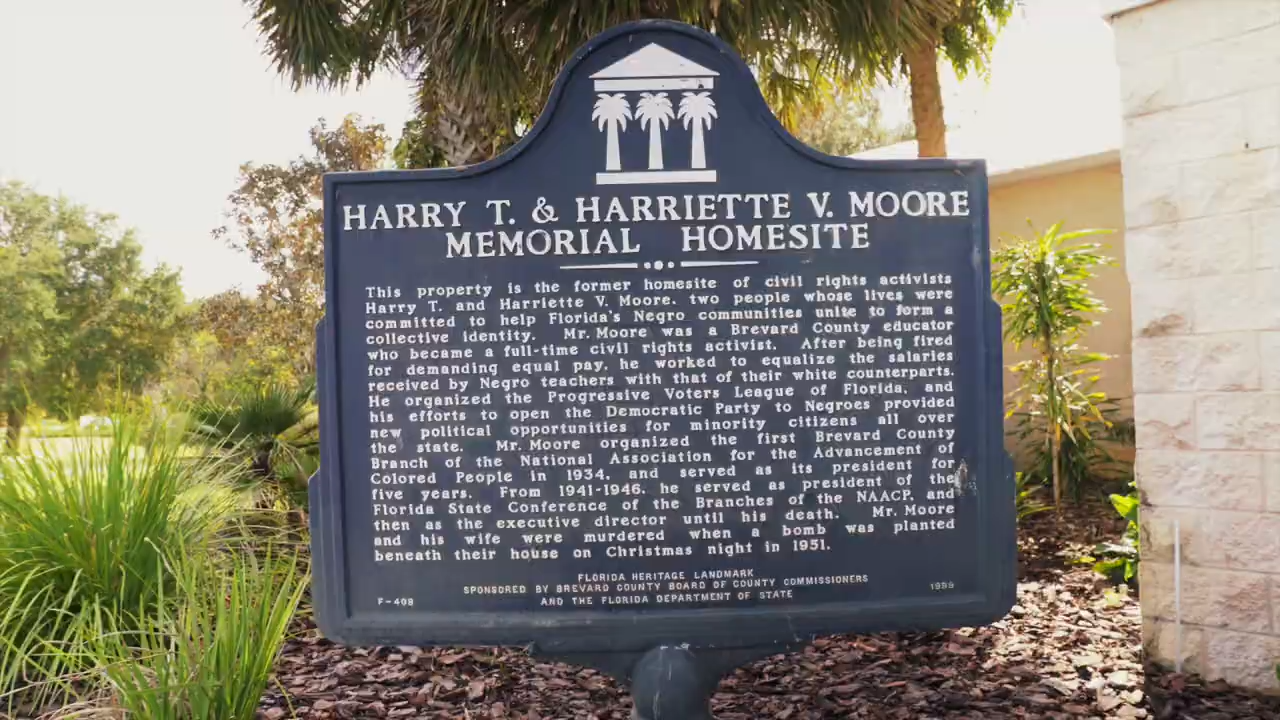 HARRY T. & HARRIETTE V. MOORE
MEMORIAL HOMESITE
This property is the former homesite of civil rights activists
Harry T. and Harriette V. Moore, two people whose lives were
committed to help Florida's Negro communities unite to form a
collective identity. Mr. Moore was a Brevard County educator
who became a full-time civil rights activist. After being fired
for demanding equal pay, he worked to equalize the salaries
received by Negro teachers with that of their white counterparts.
He organized the Progressive Voters League of Florida, and
his efforts to open the Democratic Party to Negroes provided
new political opportunities for minority citizens all over
the state. Mr. Moore organized the first Brevard County
Branch of the National Association for the Advancement of
Colored People in 1934, and served as its president for
five years. From 1941-1946, he served as president of the
Florida State Conference of the Branches of the NAACP, and
then as the executive director until his death. Mr. Moore
and his wife were murdered when a bomb was planted
beneath their house on Christmas night in 1951.
FLORIDA HERITAGE LANDMARK
SPONSORED BY BREVARD COUNTY BOARD OF COUNTY COMMISSIONERS
F-408 AND THE FLORIDA DEPARTMENT OF STATE 1999